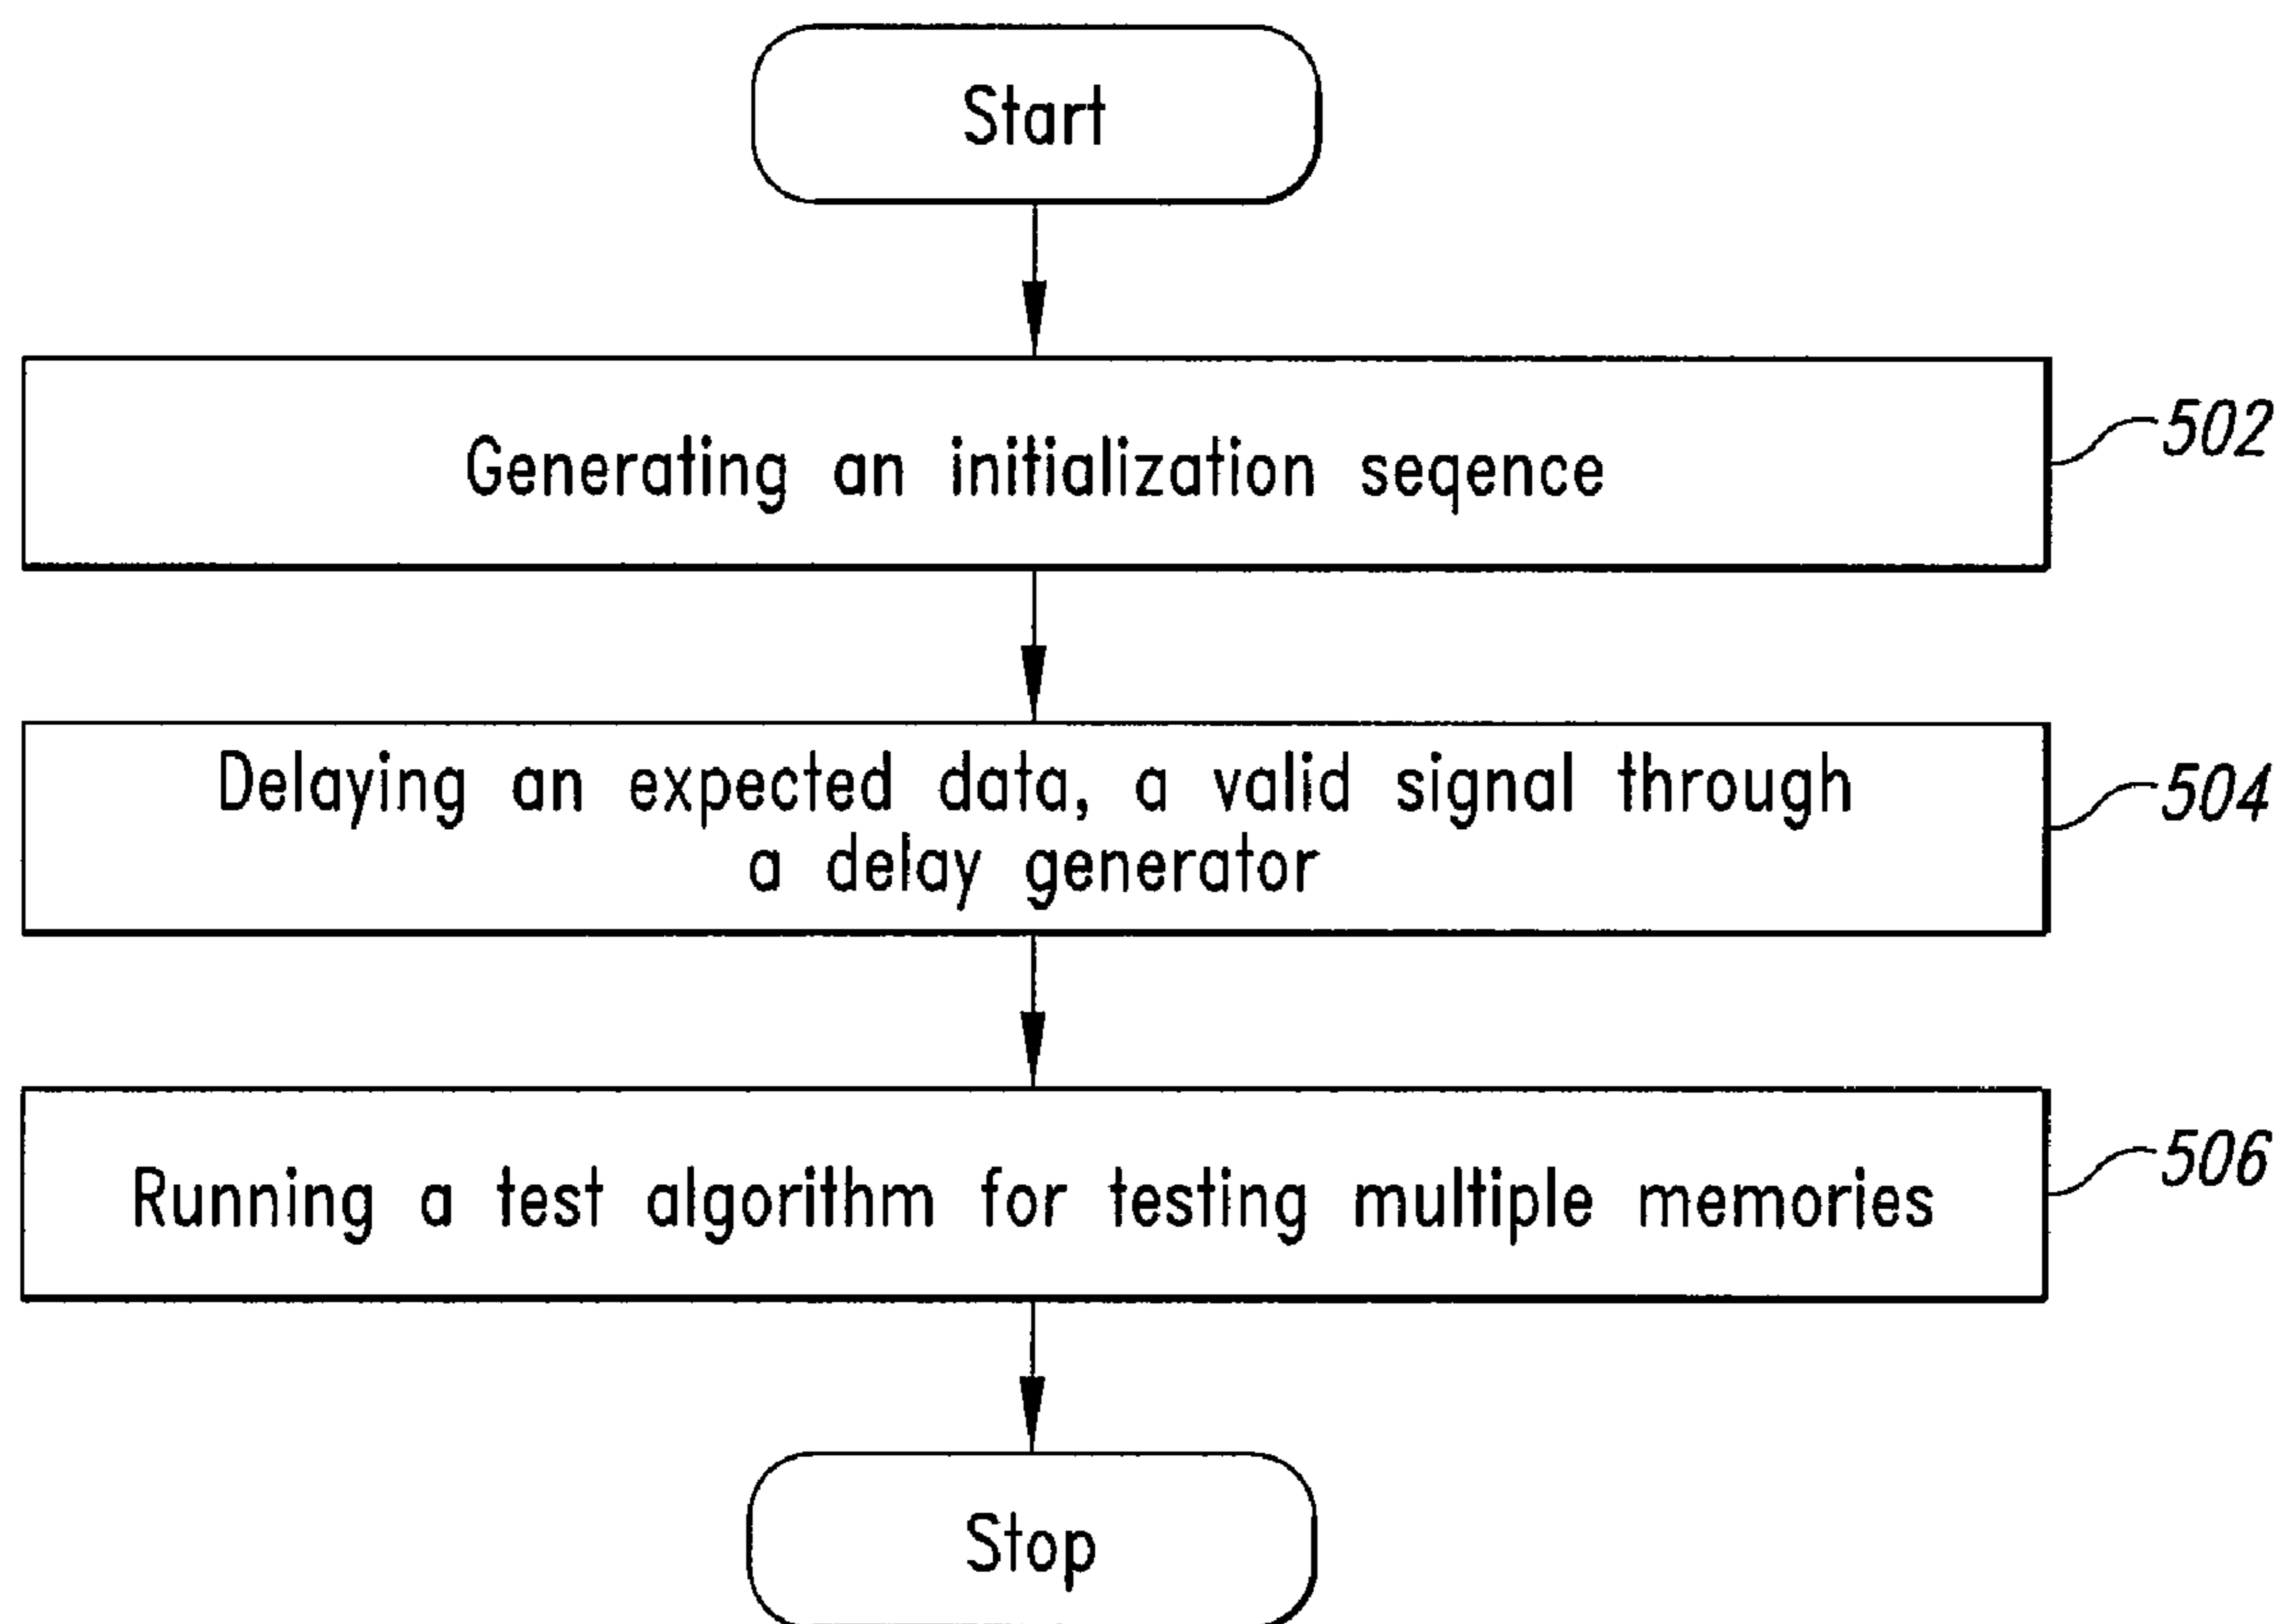 Start
Generating an initialization seqence
502
Delaying an expected data, a valid signal through
a delay generator
504
Running a test algorithm for testing multiple memories
506
Stop